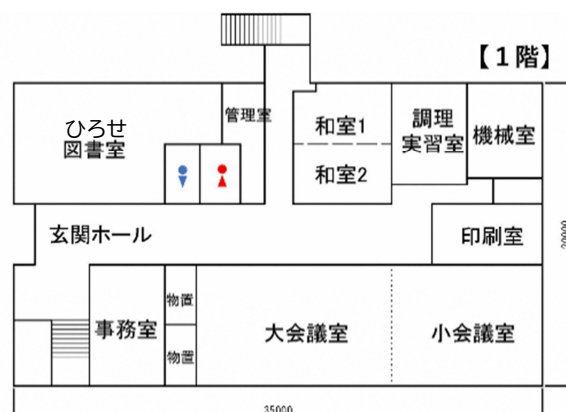 【1階】
ひろせ
図書室
管理室
和室1
和室2
調理
実習室
機械室
玄関ホール
印刷室
事務室
物置
物置
大会議室
小会議室
35000